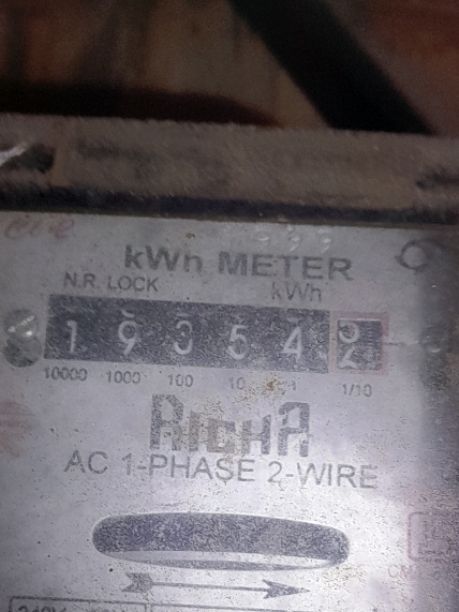 kWh METER
N.R. LOCK kWh
1 9 3 5 4
10000 1000 100 10 1 1/10
RICHA
AC 1-PHASE 2-WIRE